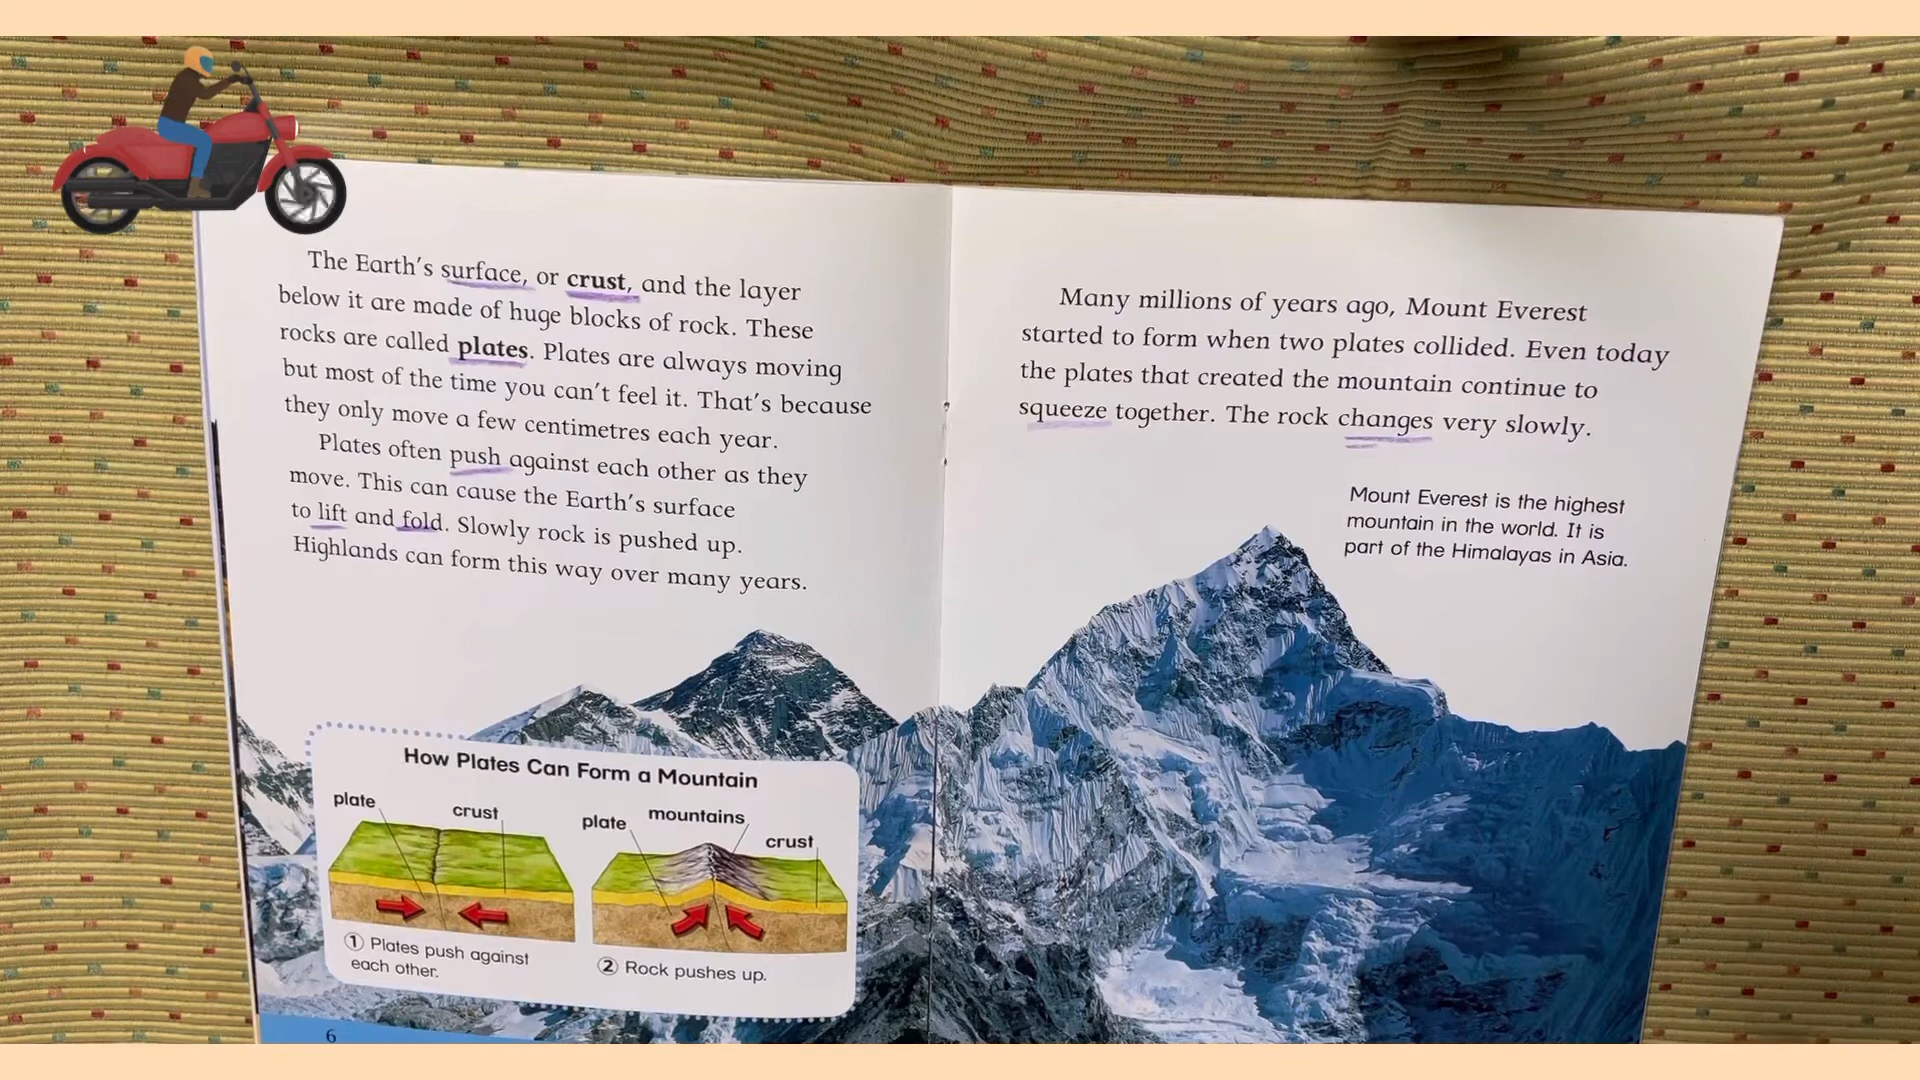 The Earth's surface, or crust, and the layer
below it are made of huge blocks of rock. These
rocks are called plates. Plates are always moving
but most of the time you can't feel it. That's because
they only move a few centimetres each year.
Plates often push against each other as they
move. This can cause the Earth's surface
to lift and fold. Slowly rock is pushed up.
Highlands can form this way over many years.
How Plates Can Form a Mountain
plate
crust
plate
mountains
crust
1 Plates push against
each other.
2 Rock pushes up.
6
Many millions of years ago, Mount Everest
started to form when two plates collided. Even today
the plates that created the mountain continue to
squeeze together. The rock changes very slowly.
Mount Everest is the highest
mountain in the world. It is
part of the Himalayas in Asia.